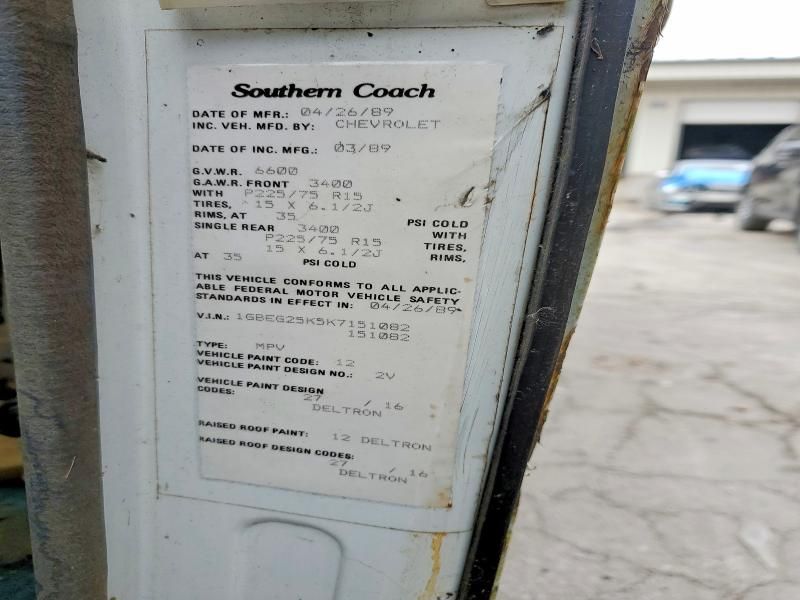 Southern Coach
DATE OF MFR.: 04/26/89
INC. VEH. MFD. BY: CHEVROLET
DATE OF INC. MFG.: 03/89
G.V.W.R. 6600
G.A.W.R. FRONT 3400
WITH P225/75 R15
TIRES, 15 X 6.1/2J
RIMS, AT 35 PSI COLD
SINGLE REAR 3400 WITH
P225/75 R15 TIRES,
15 X 6.1/2J RIMS,
AT 35 PSI COLD
THIS VEHICLE CONFORMS TO ALL APPLIC-
ABLE FEDERAL MOTOR VEHICLE SAFETY
STANDARDS IN EFFECT IN: 04/26/89
V.I.N.: 1GBEG25K5K7151082
151082
TYPE: MPV
VEHICLE PAINT CODE: 12
VEHICLE PAINT DESIGN NO.: 2V
VEHICLE PAINT DESIGN
CODES: 27 / 16
DELTRON
RAISED ROOF PAINT: 12 DELTRON
RAISED ROOF DESIGN CODES:
27 / 16
DELTRON